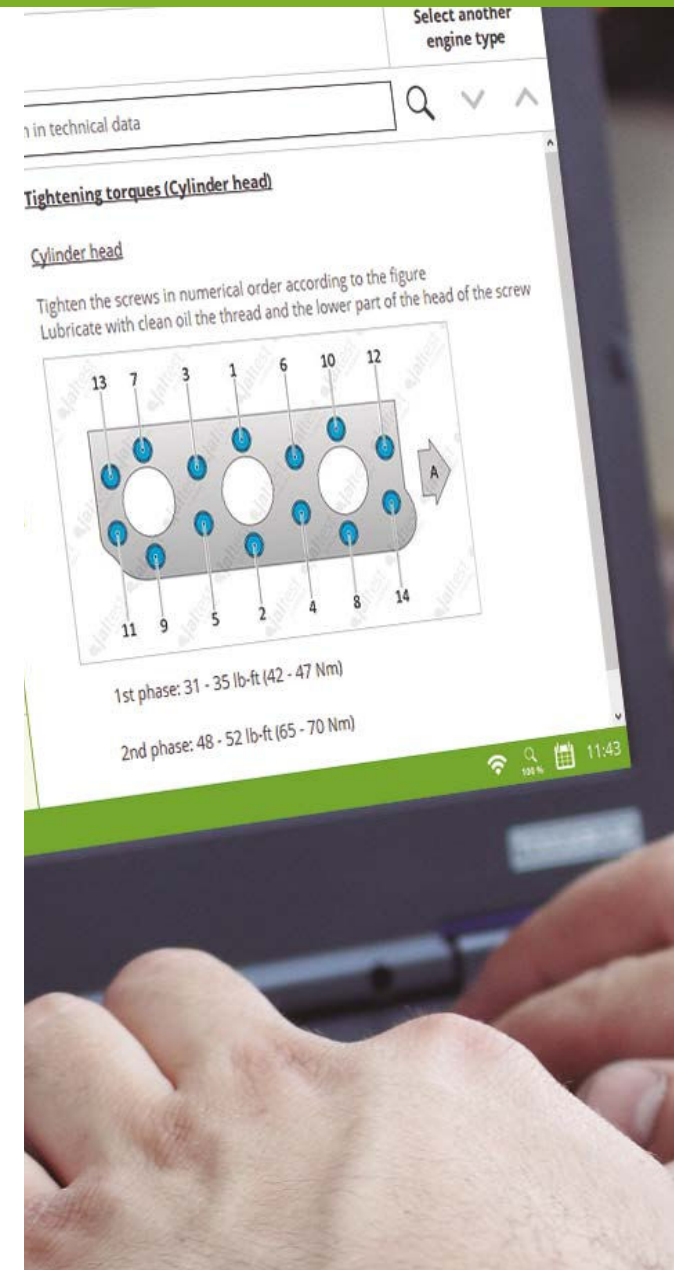 Select another
engine type
in technical data
Tightening torques (Cylinder head)
Cylinder head
Tighten the screws in numerical order according to the figure
Lubricate with clean oil the thread and the lower part of the head of the screw
13 7 3 1 6 10 12
A
11 9 5 2 4 8 14
Jaltest
1st phase: 31 - 35 lb-ft (42 - 47 Nm)
2nd phase: 48 - 52 lb-ft (65 - 70 Nm)
100 %
11:43